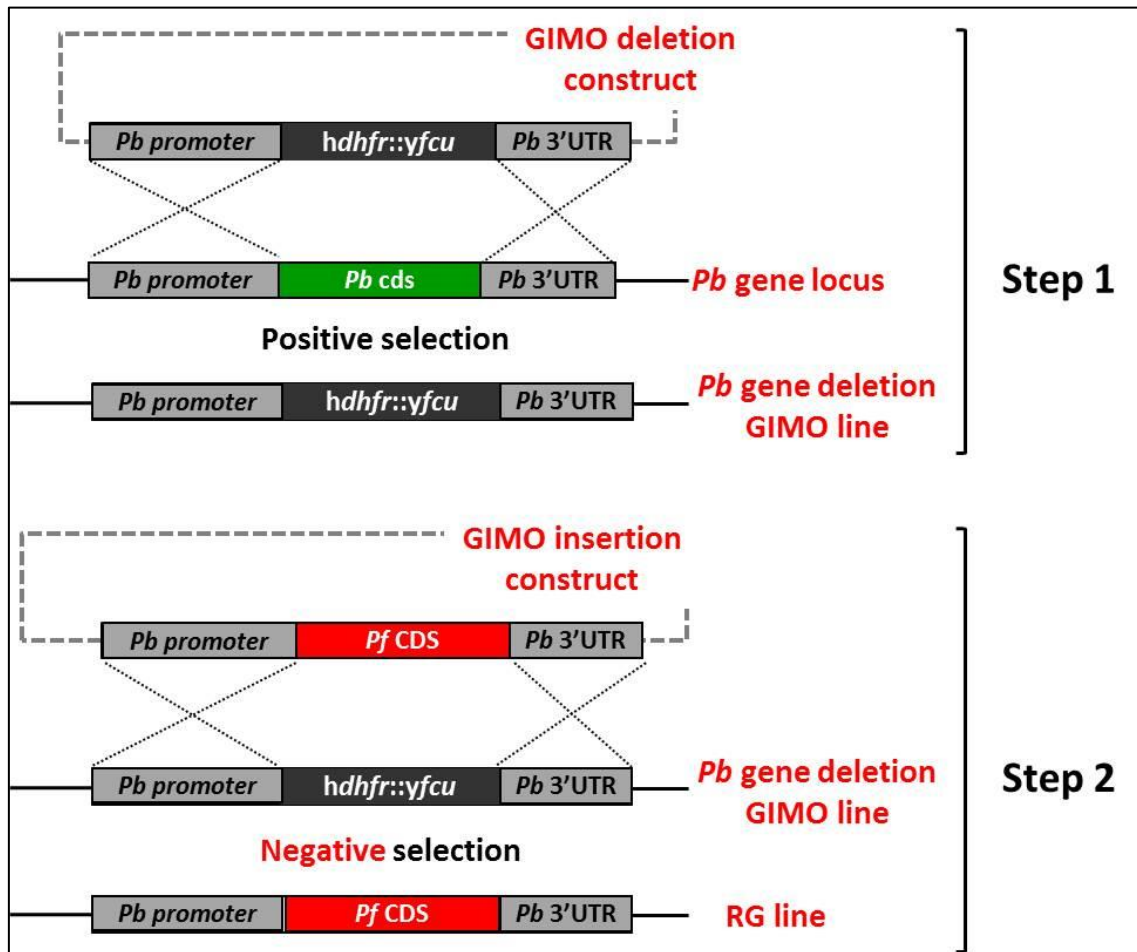 GIMO deletion
construct
Pb promoter hdhfr::yfcu Pb 3'UTR
Pb promoter Pb cds Pb 3'UTR Pb gene locus
Step 1
Positive selection
Pb promoter hdhfr::yfcu Pb 3'UTR
Pb gene deletion
GIMO line
GIMO insertion
construct
Pb promoter Pf CDS Pb 3'UTR
Pb promoter hdhfr::yfcu Pb 3'UTR
Pb gene deletion
GIMO line
Step 2
Negative selection
Pb promoter Pf CDS Pb 3'UTR RG line